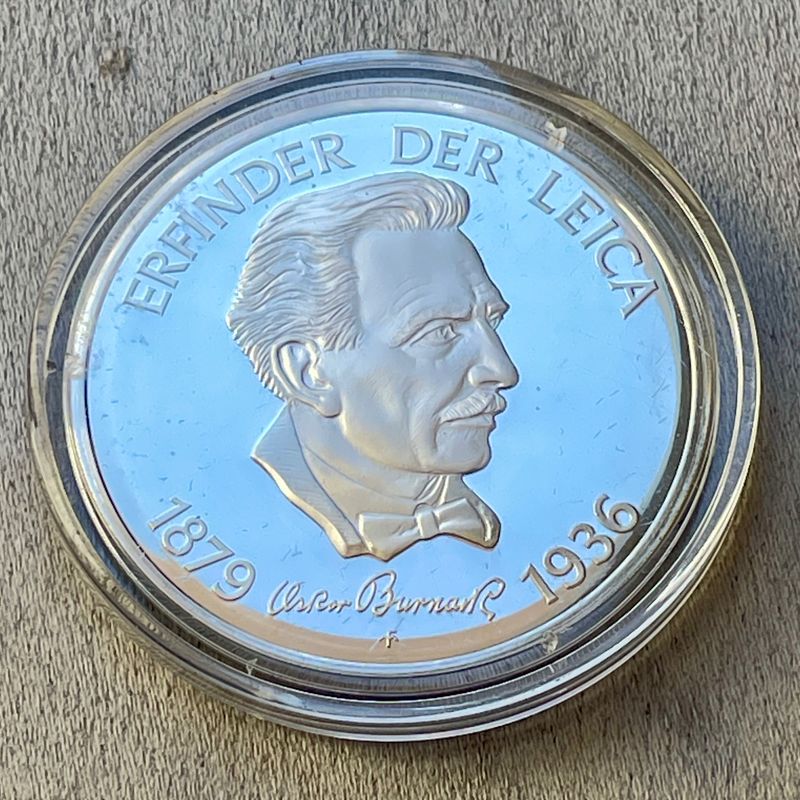 ERFINDER DER LEICA
1879
Oskar Barnack
1936